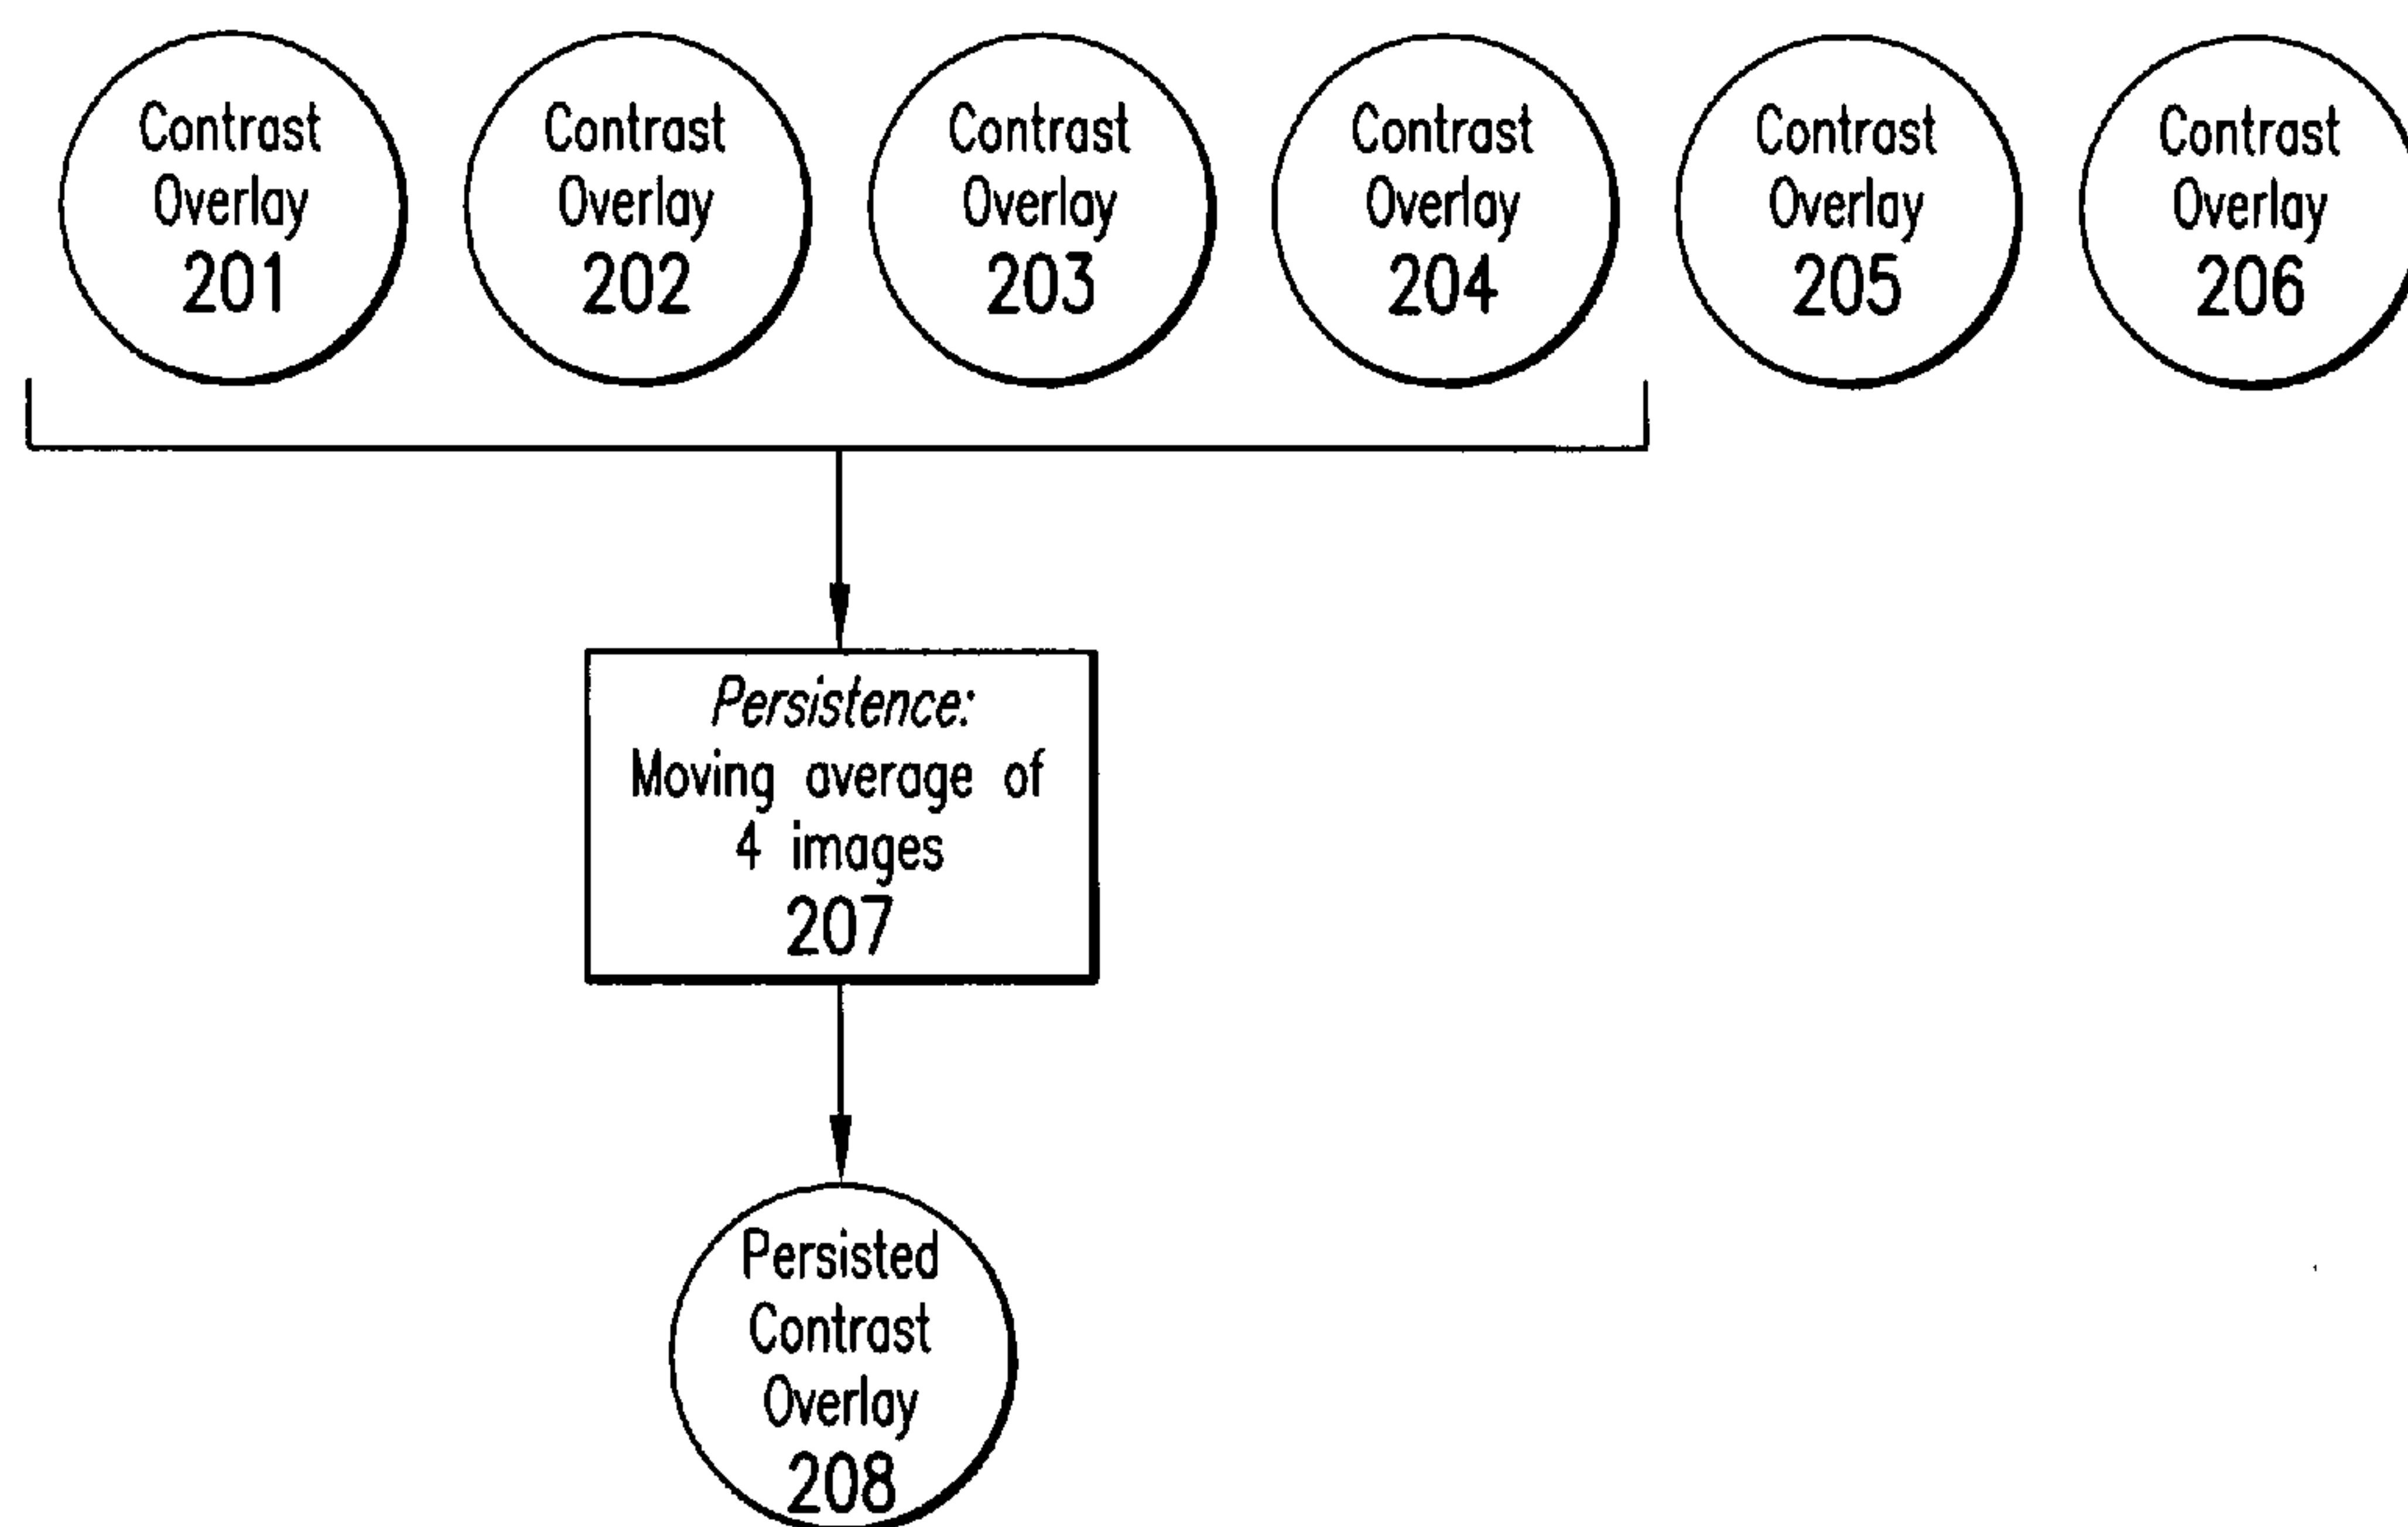 Contrast
Overlay
201
Contrast
Overlay
202
Contrast
Overlay
203
Contrast
Overlay
204
Contrast
Overlay
205
Contrast
Overlay
206
Persistence:
Moving average of
4 images
207
Persisted
Contrast
Overlay
208